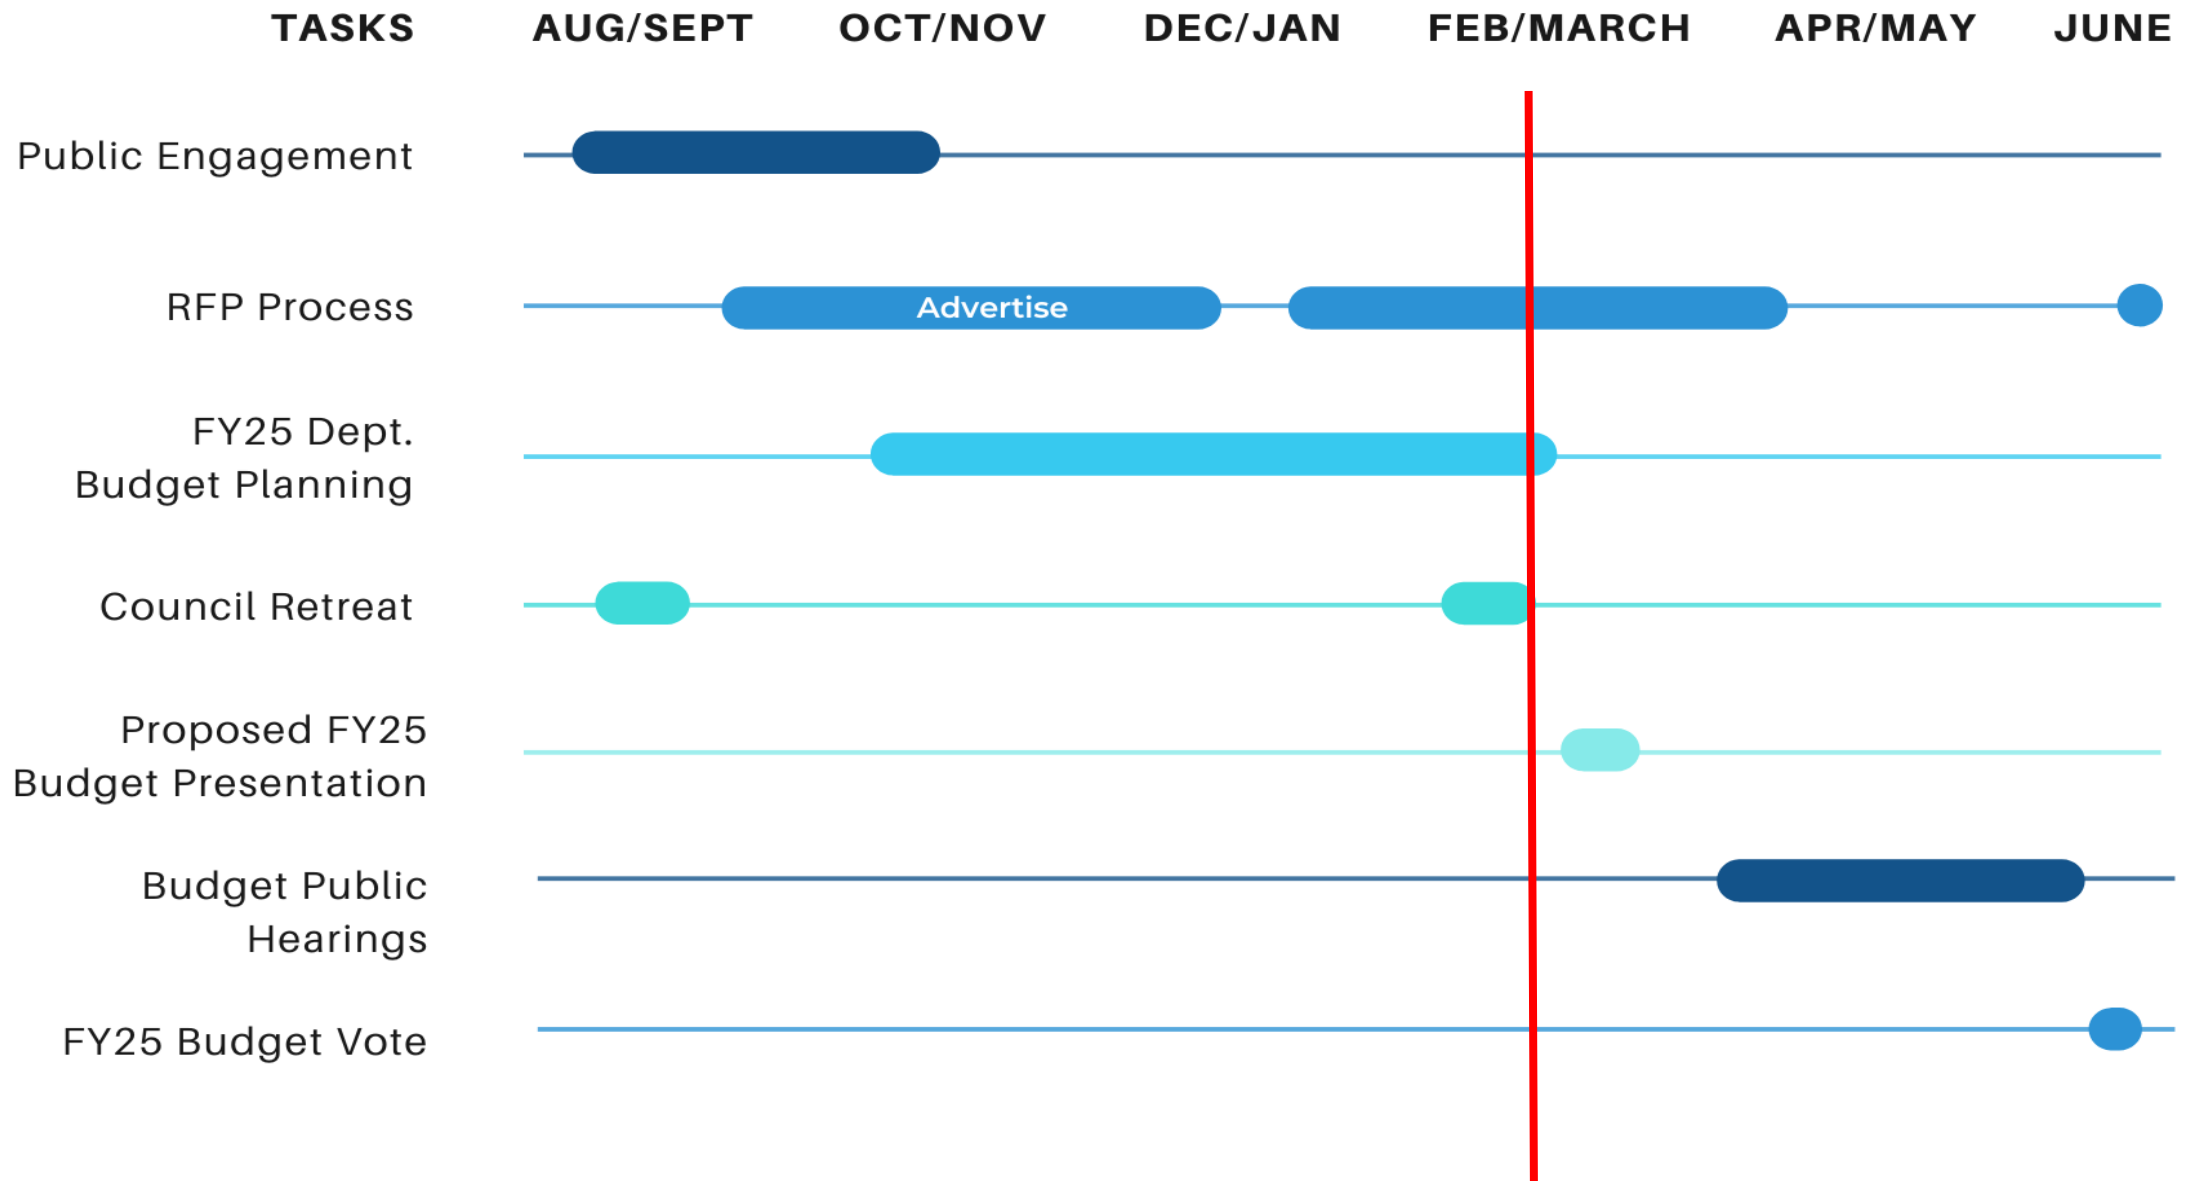 TASKS AUG/SEPT OCT/NOV DEC/JAN FEB/MARCH APR/MAY JUNE
Public Engagement
RFP Process
Advertise
FY25 Dept.
Budget Planning
Council Retreat
Proposed FY25
Budget Presentation
Budget Public
Hearings
FY25 Budget Vote